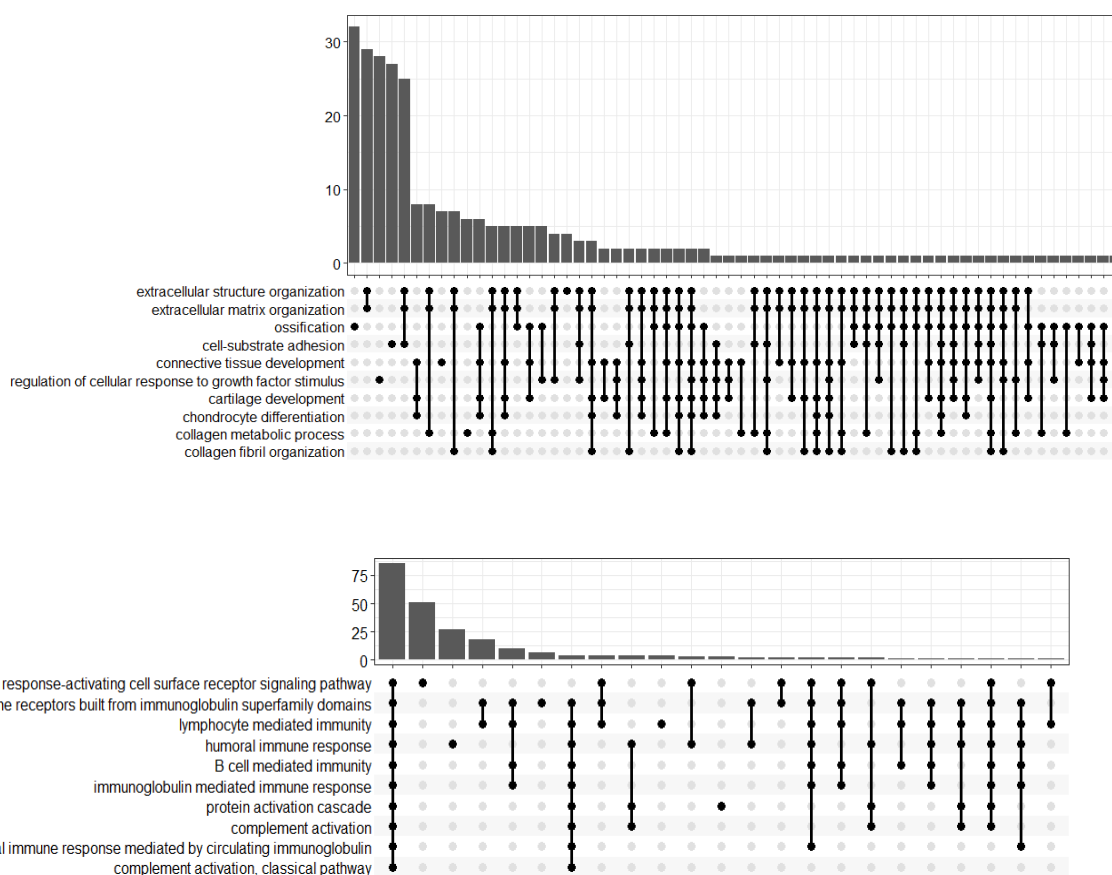 30
20
10
0
extracellular structure organization
extracellular matrix organization
ossification
cell-substrate adhesion
connective tissue development
regulation of cellular response to growth factor stimulus
cartilage development
chondrocyte differentiation
collagen metabolic process
collagen fibril organization
75
50
25
0
response-activating cell surface receptor signaling pathway
receptors built from immunoglobulin superfamily domains
lymphocyte mediated immunity
humoral immune response
B cell mediated immunity
immunoglobulin mediated immune response
protein activation cascade
complement activation
immune response mediated by circulating immunoglobulin
complement activation, classical pathway